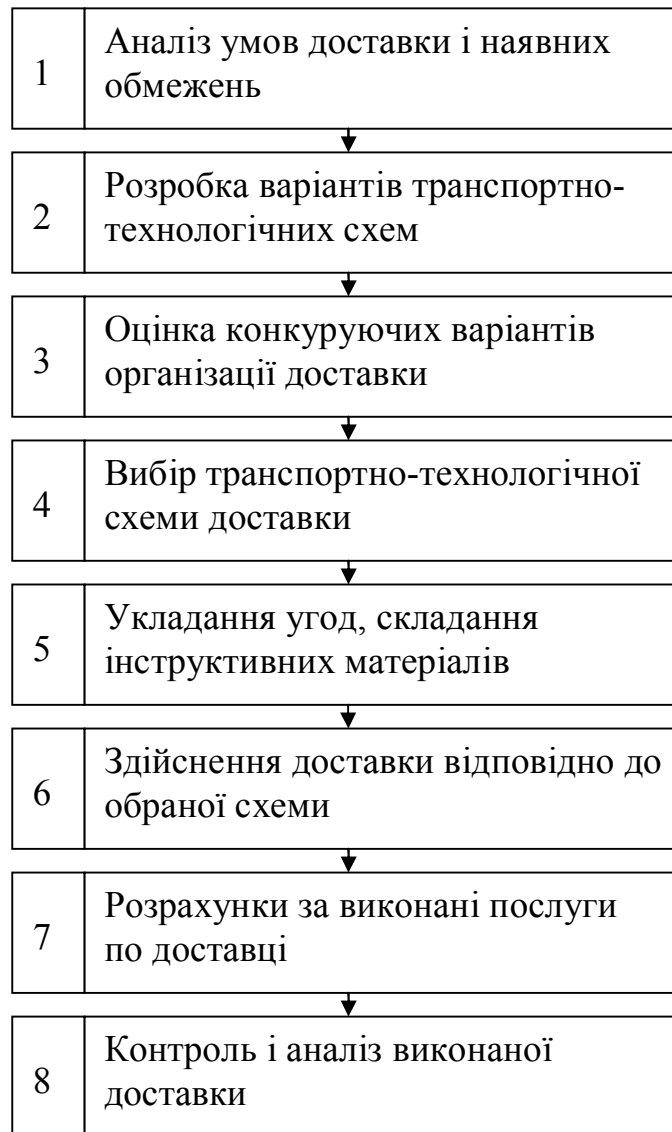 1
Аналіз умов доставки і наявних
обмежень
2
Розробка варіантів транспортно-
технологічних схем
3
Оцінка конкуруючих варіантів
організації доставки
4
Вибір транспортно-технологічної
схеми доставки
5
Укладання угод, складання
інструктивних матеріалів
6
Здійснення доставки відповідно до
обраної схеми
7
Розрахунки за виконані послуги
по доставці
8
Контроль і аналіз виконаної
доставки